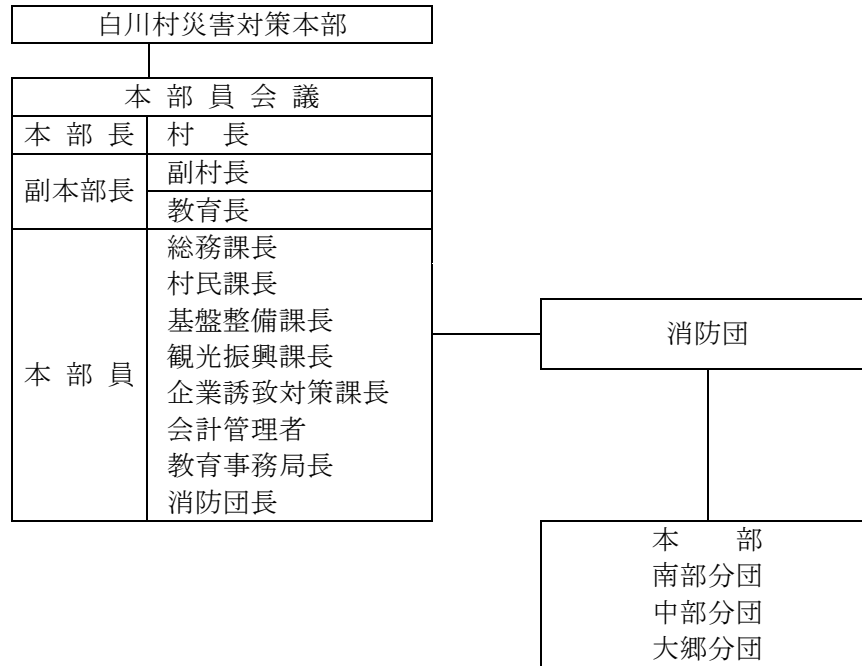 白川村災害対策本部
本 部 員 会 議
本 部 長 村 長
副本部長 副村長
教育長
本 部 員 総務課長
村民課長
基盤整備課長
観光振興課長
企業誘致対策課長
会計管理者
教育事務局長
消防団長
消防団
本 部
南部分団
中部分団
大郷分団